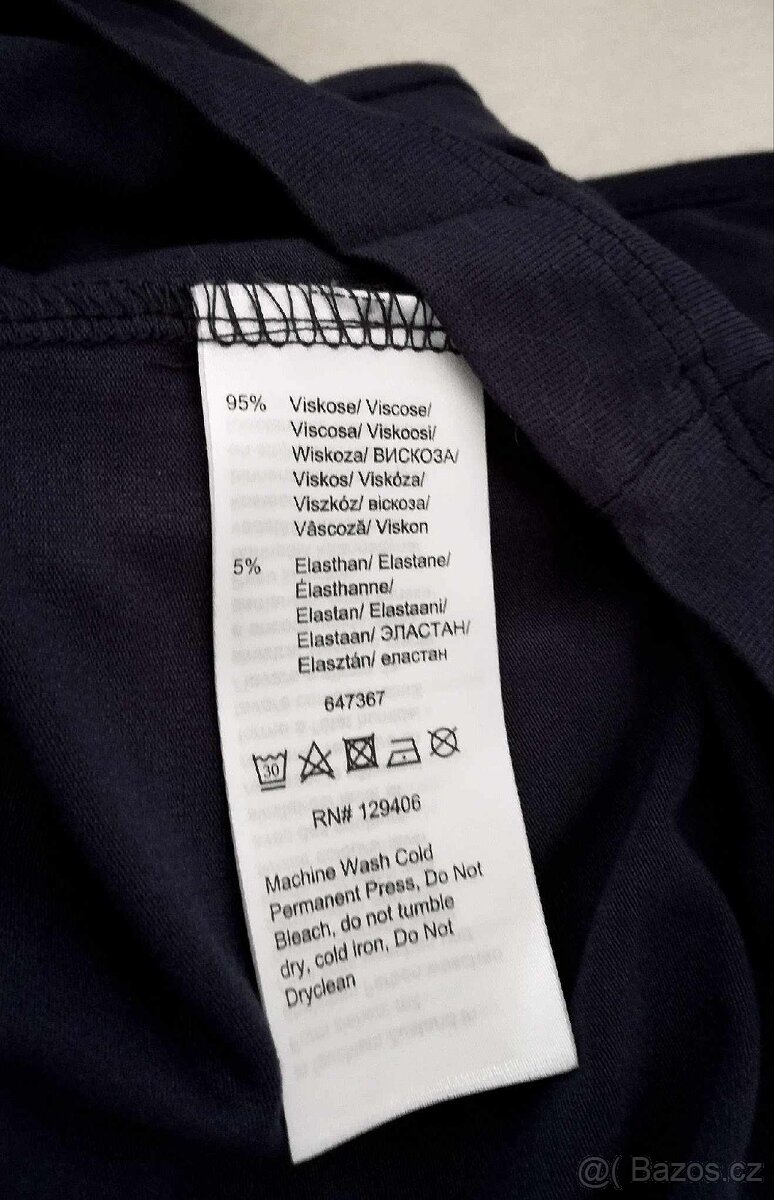 95% Viskose/ Viscose/
Viscosa/ Viskoosi/
Wiskoza/ ВИСКОЗА/
Viskos/ Viskóza/
Viszkóz/ віскоза/
Vâscoză/ Viskon
5% Elasthan/ Elastane/
Élasthanne/
Elastan/ Elastaani/
Elastaan/ ЭЛАСТАН/
Elasztán/ еластан
647367
30
RN# 129406
Machine Wash Cold
Permanent Press, Do Not
Bleach, do not tumble
dry, cold iron, Do Not
Dryclean
@( Bazos.cz